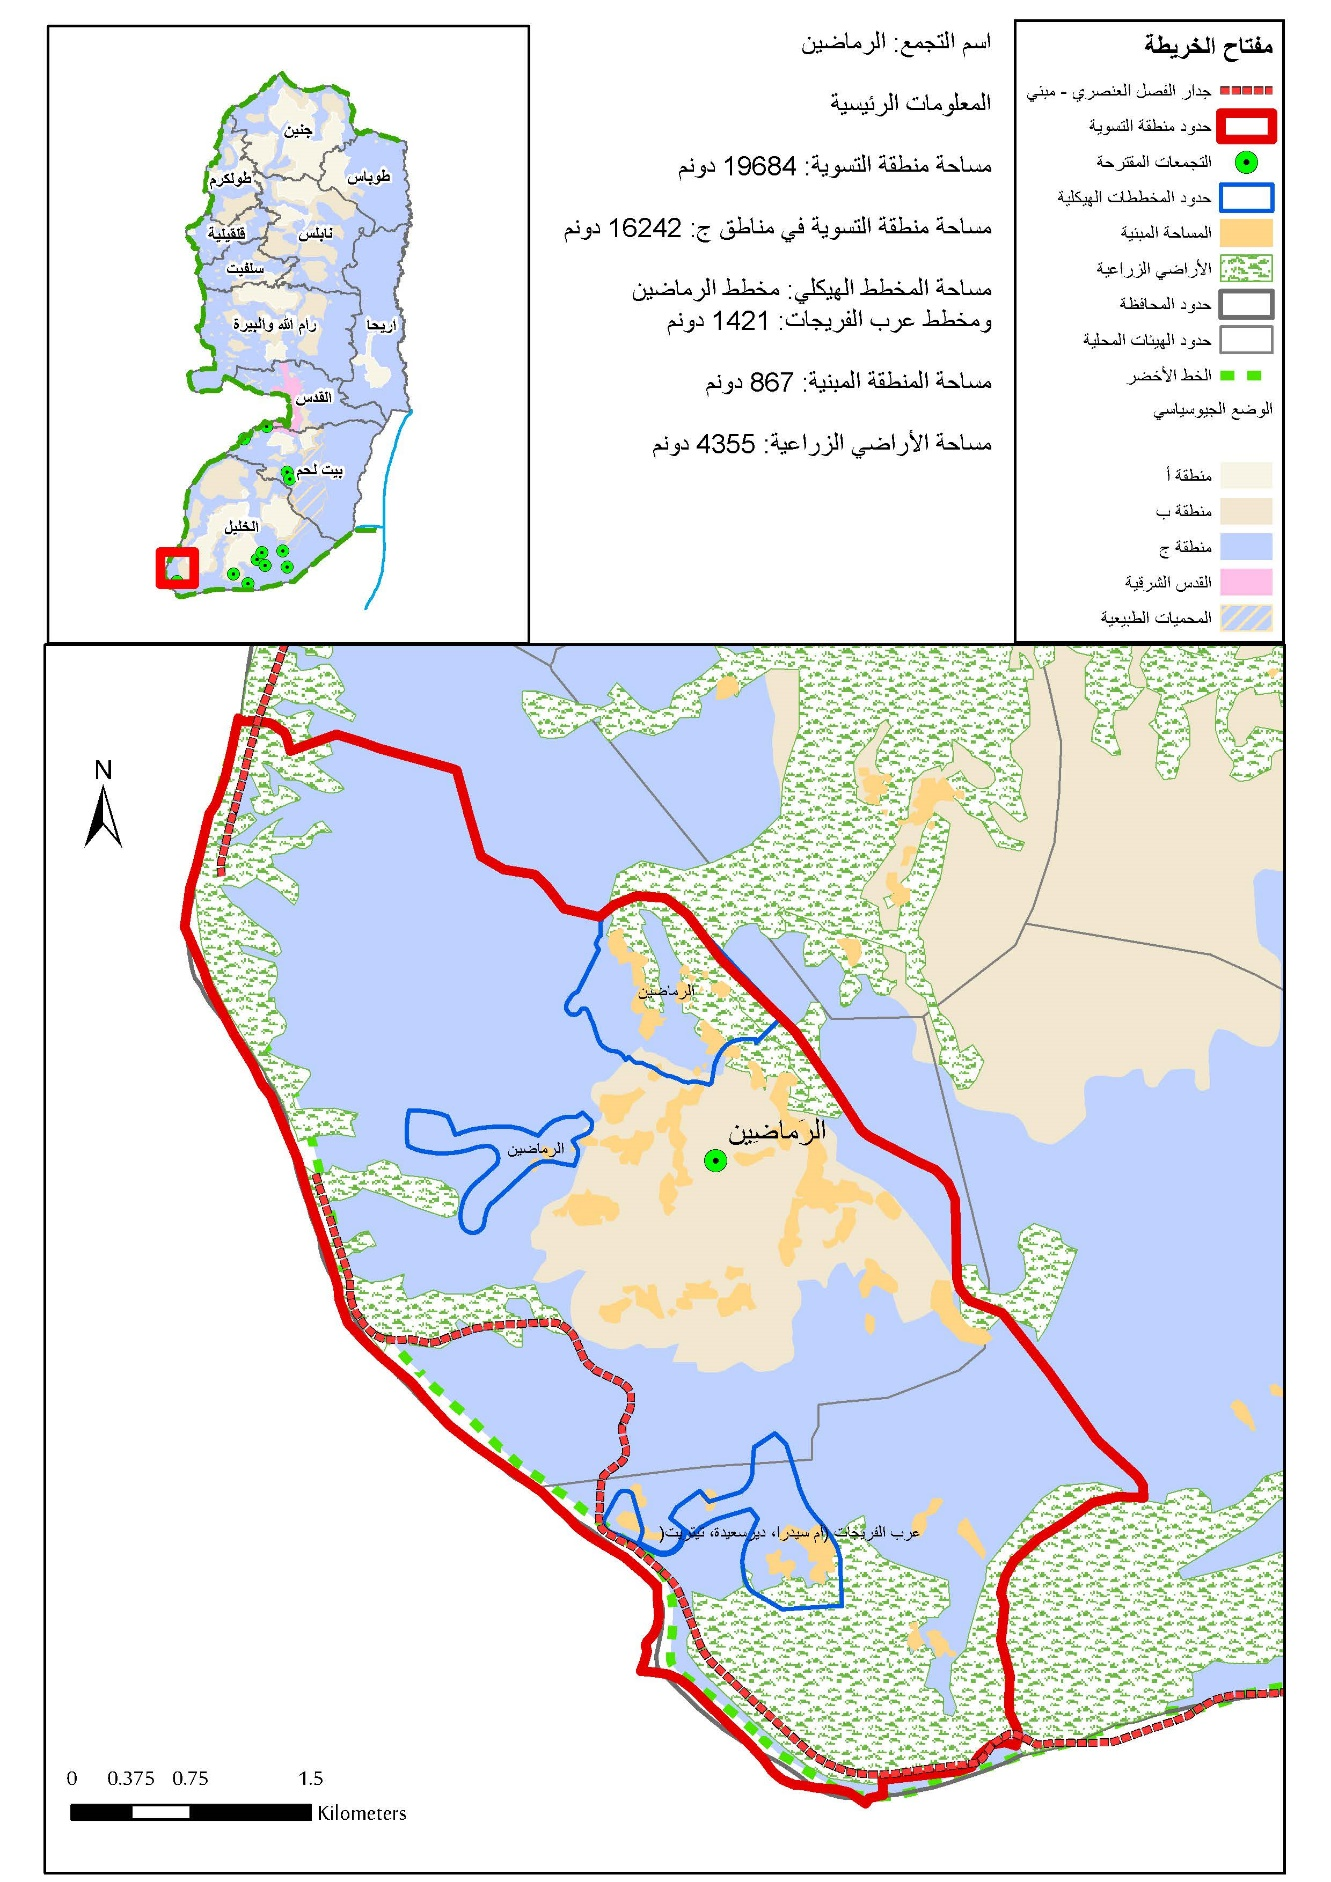 اسم التجمع: الرماضين
المعلومات الرئيسية
مساحة منطقة التسوية: 19684 دونم
مساحة منطقة التسوية في مناطق ج: 16242 دونم
مساحة المخطط الهيكلي: مخطط الرماضين
ومخطط عرب الفريجات: 1421 دونم
مساحة المنطقة المبنية: 867 دونم
مساحة الأراضي الزراعية: 4355 دونم
مفتاح الخريطة
جدار الفصل العنصري - مبني
حدود منطقة التسوية
التجمعات المقترحة
حدود المخططات الهيكلية
المساحة المبنية
الأراضي الزراعية
حدود المحافظة
حدود الهيئات المحلية
الخط الأخضر
الوضع الجيوسياسي
منطقة أ
منطقة ب
منطقة ج
القدس الشرقية
المحميات الطبيعية
جنين
طوباس
طولكرم
نابلس
قلقيلية
سلفيت
رام الله والبيرة
اريحا
القدس
بيت لحم
الخليل
N
الرماضين
الرماضين
الرماضين
عرب الفريجات (أم سيدرا، ديرسعيدة، تيتريت(
0 0.375 0.75 1.5
Kilometers